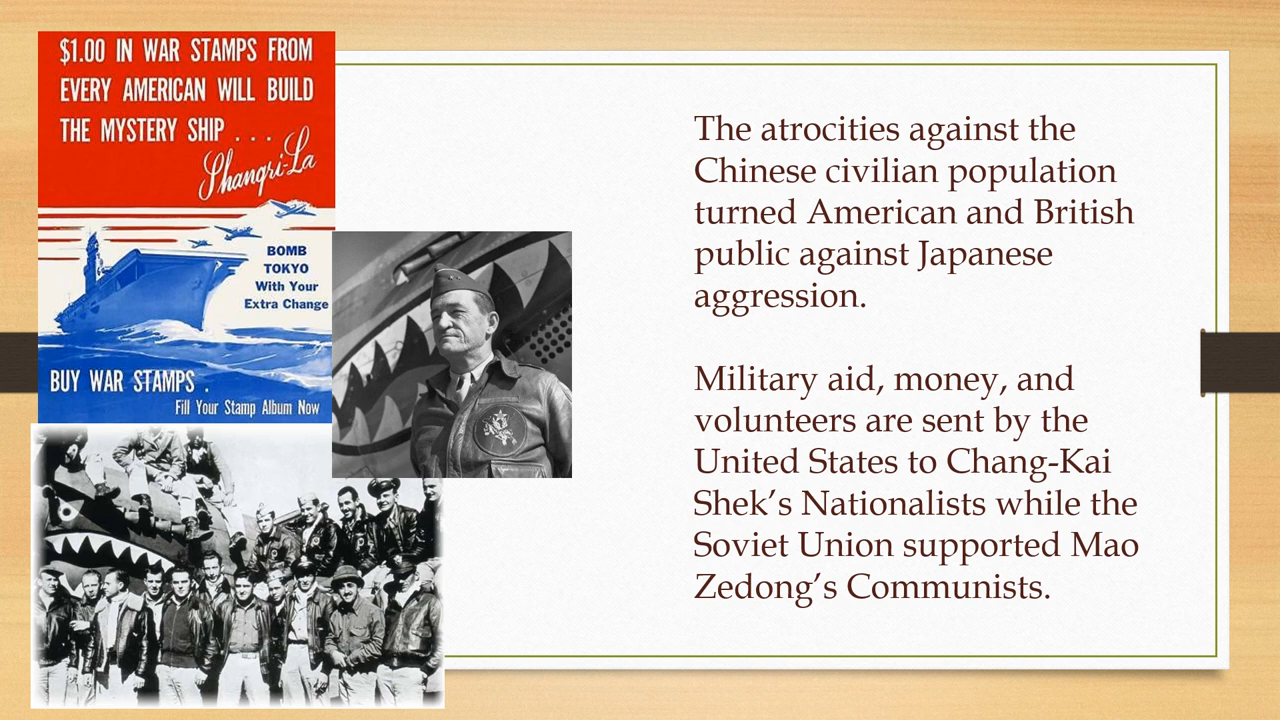 $1.00 IN WAR STAMPS FROM
EVERY AMERICAN WILL BUILD
THE MYSTERY SHIP . . .
Shangri-La
BOMB
TOKYO
With Your
Extra Change
BUY WAR STAMPS .
Fill Your Stamp Album Now
The atrocities against the
Chinese civilian population
turned American and British
public against Japanese
aggression.
Military aid, money, and
volunteers are sent by the
United States to Chang-Kai
Shek’s Nationalists while the
Soviet Union supported Mao
Zedong’s Communists.